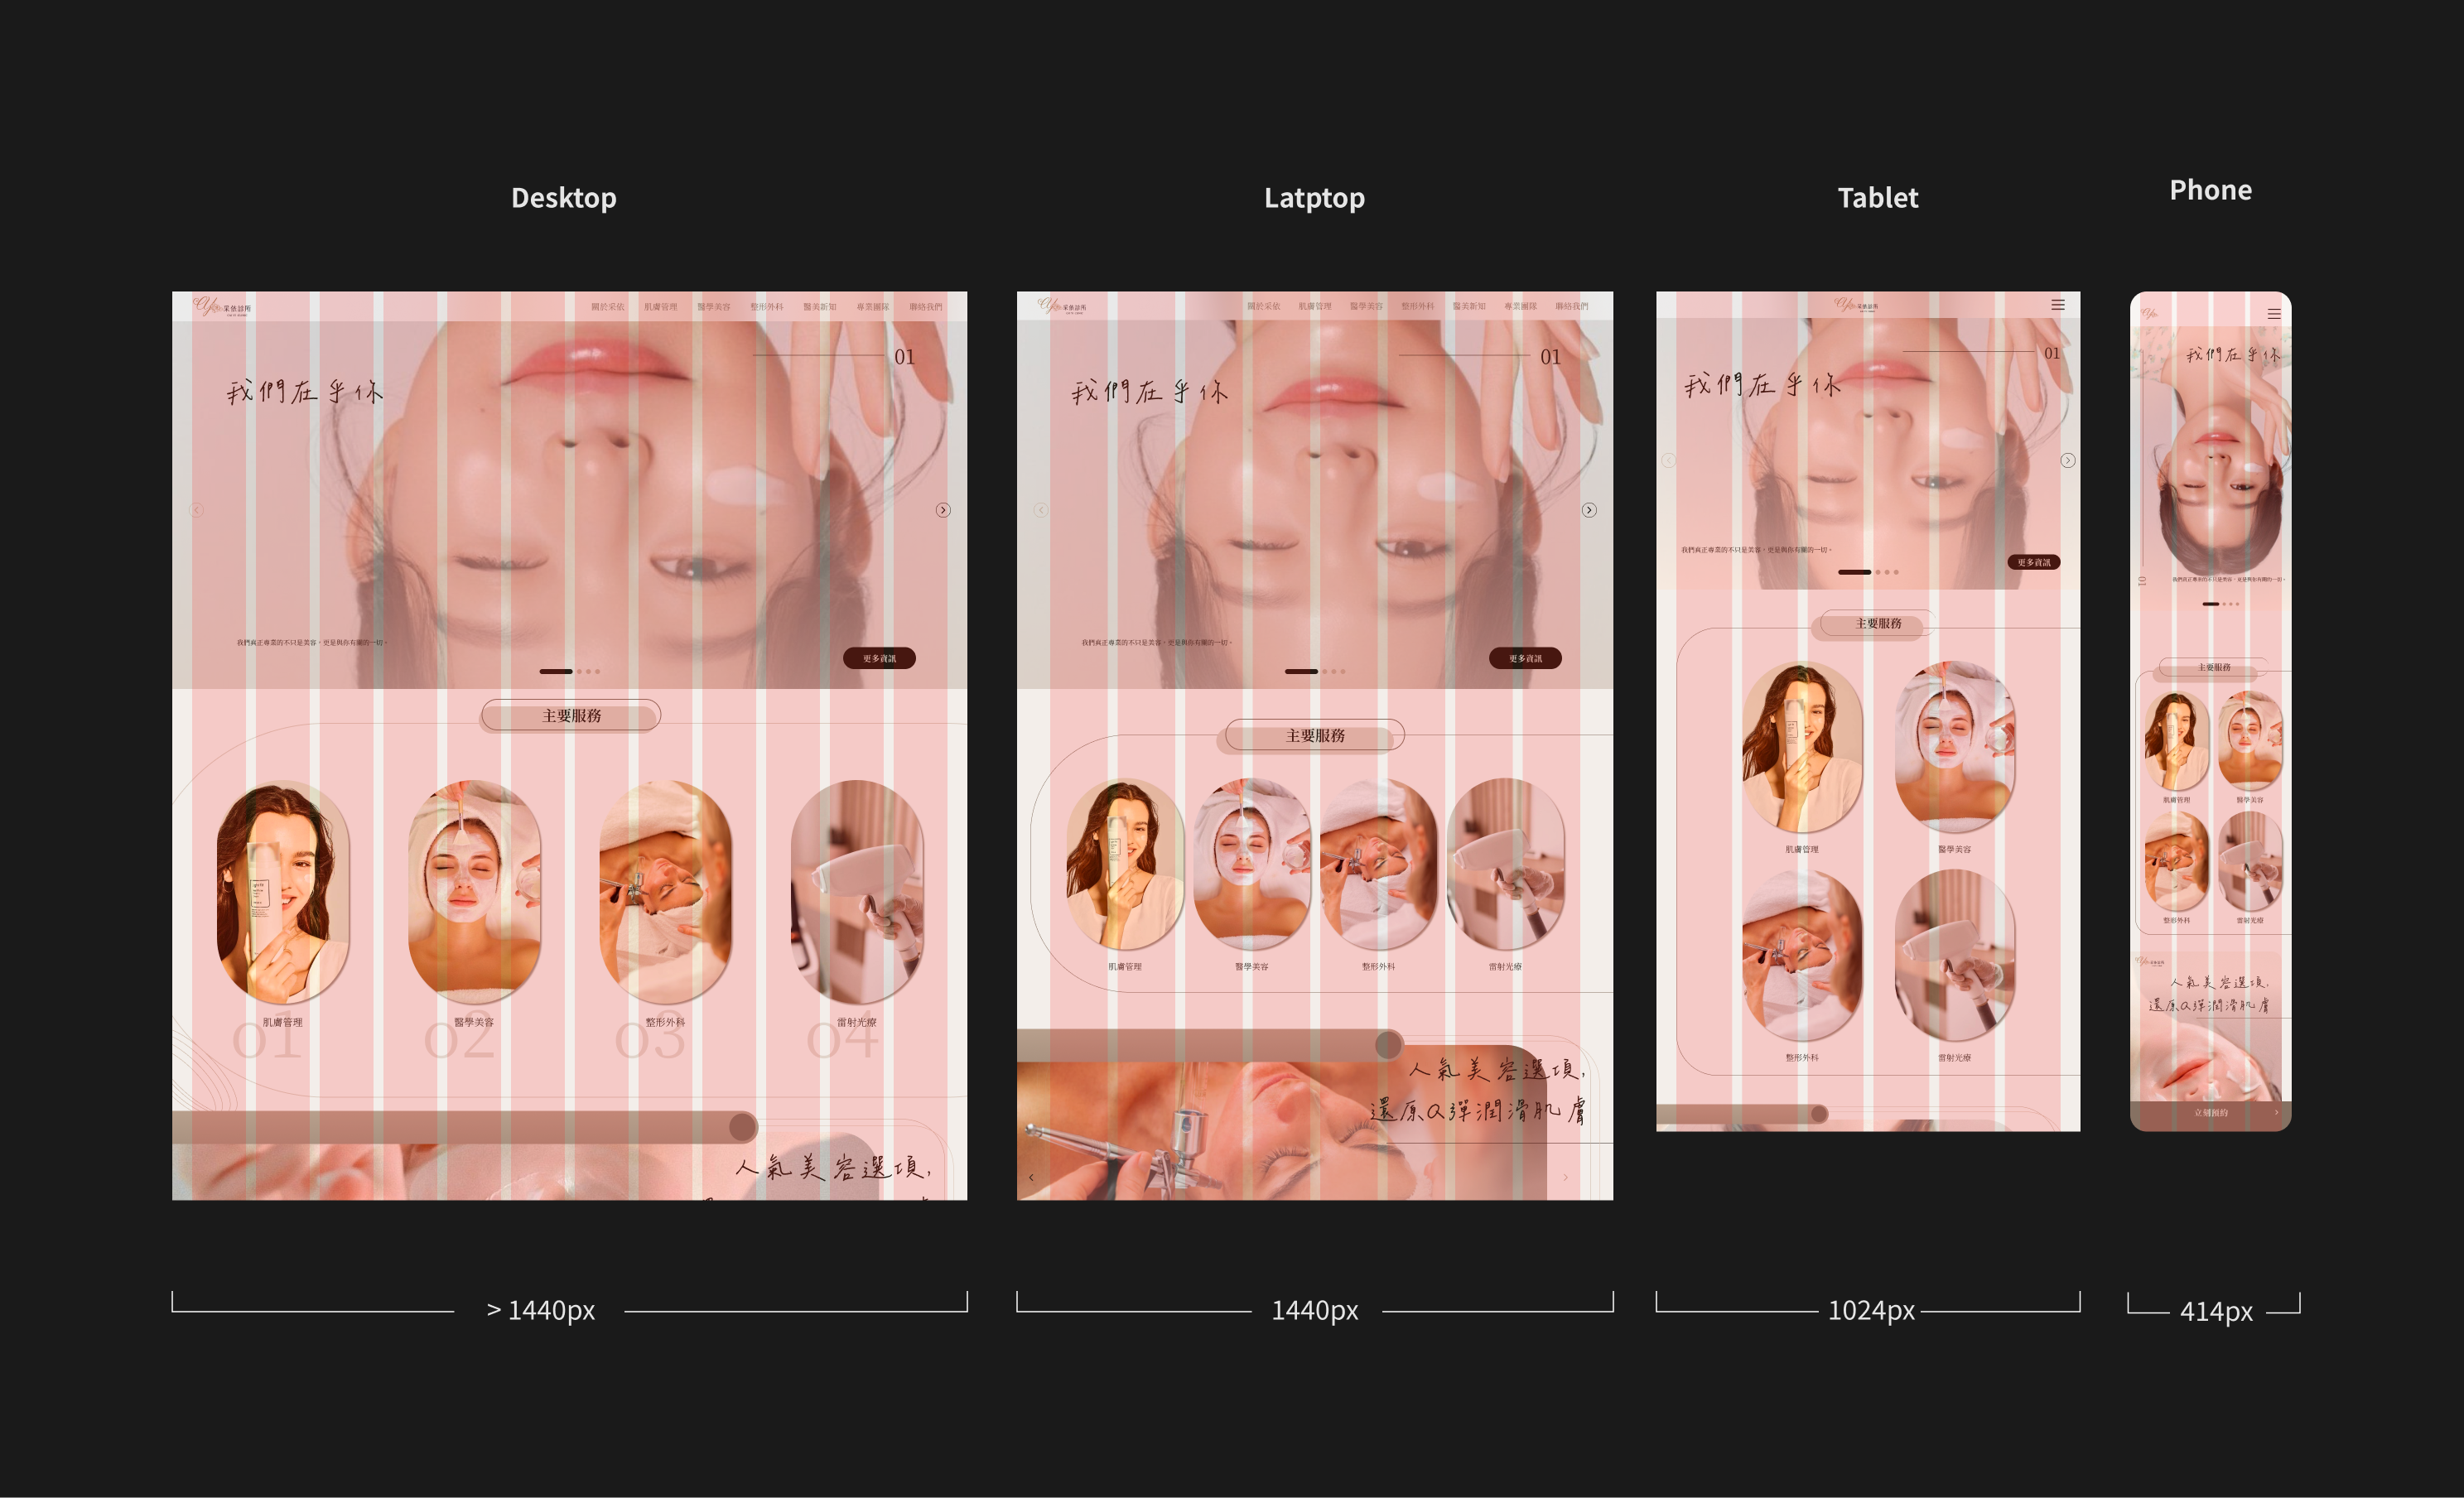 Desktop
采依診所
關於采依 肌膚管理 醫學美容 整形外科 醫美新知 專業團隊 聯絡我們
01
我們在乎你
我們真正專業的不只是美容,更是與你有關的一切。
更多資訊
主要服務
肌膚管理 醫學美容 整形外科 雷射光療
01 02 03 04
人氣美容選項,
> 1440px
Latptop
采依診所
關於采依 肌膚管理 醫學美容 整形外科 醫美新知 專業團隊 聯絡我們
01
我們在乎你
我們真正專業的不只是美容,更是與你有關的一切。
更多資訊
主要服務
肌膚管理 醫學美容 整形外科 雷射光療
人氣美容選項,
還原Q彈潤滑肌膚
1440px
Tablet
采依診所
01
我們在乎你
我們真正專業的不只是美容,更是與你有關的一切。
更多資訊
主要服務
肌膚管理 醫學美容
整形外科 雷射光療
1024px
Phone
我們在乎你
01
我們真正專業的不只是美容,更是與你有關的一切。
主要服務
肌膚管理 醫學美容
整形外科 雷射光療
采依診所
人氣美容選項,
還原Q彈潤滑肌膚
立刻預約
414px